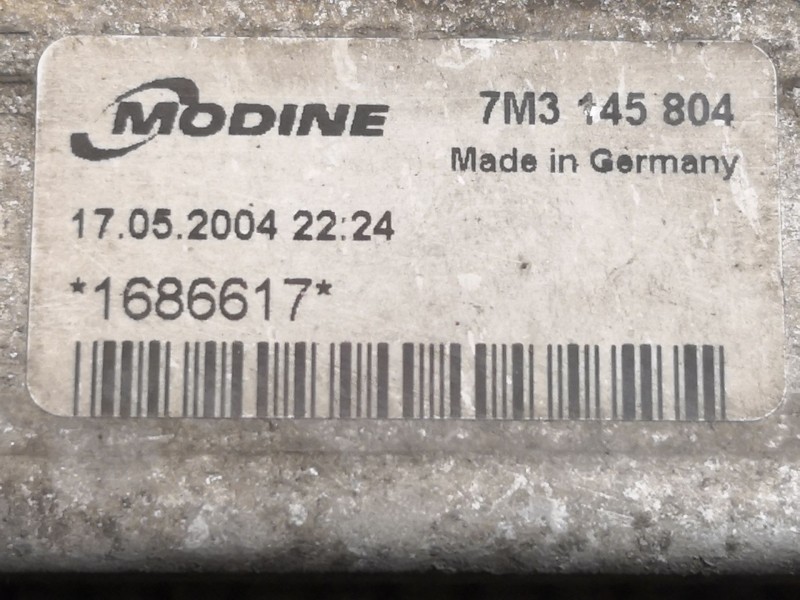 MODINE 7M3 145 804
Made in Germany
17.05.2004 22:24
*1686617*